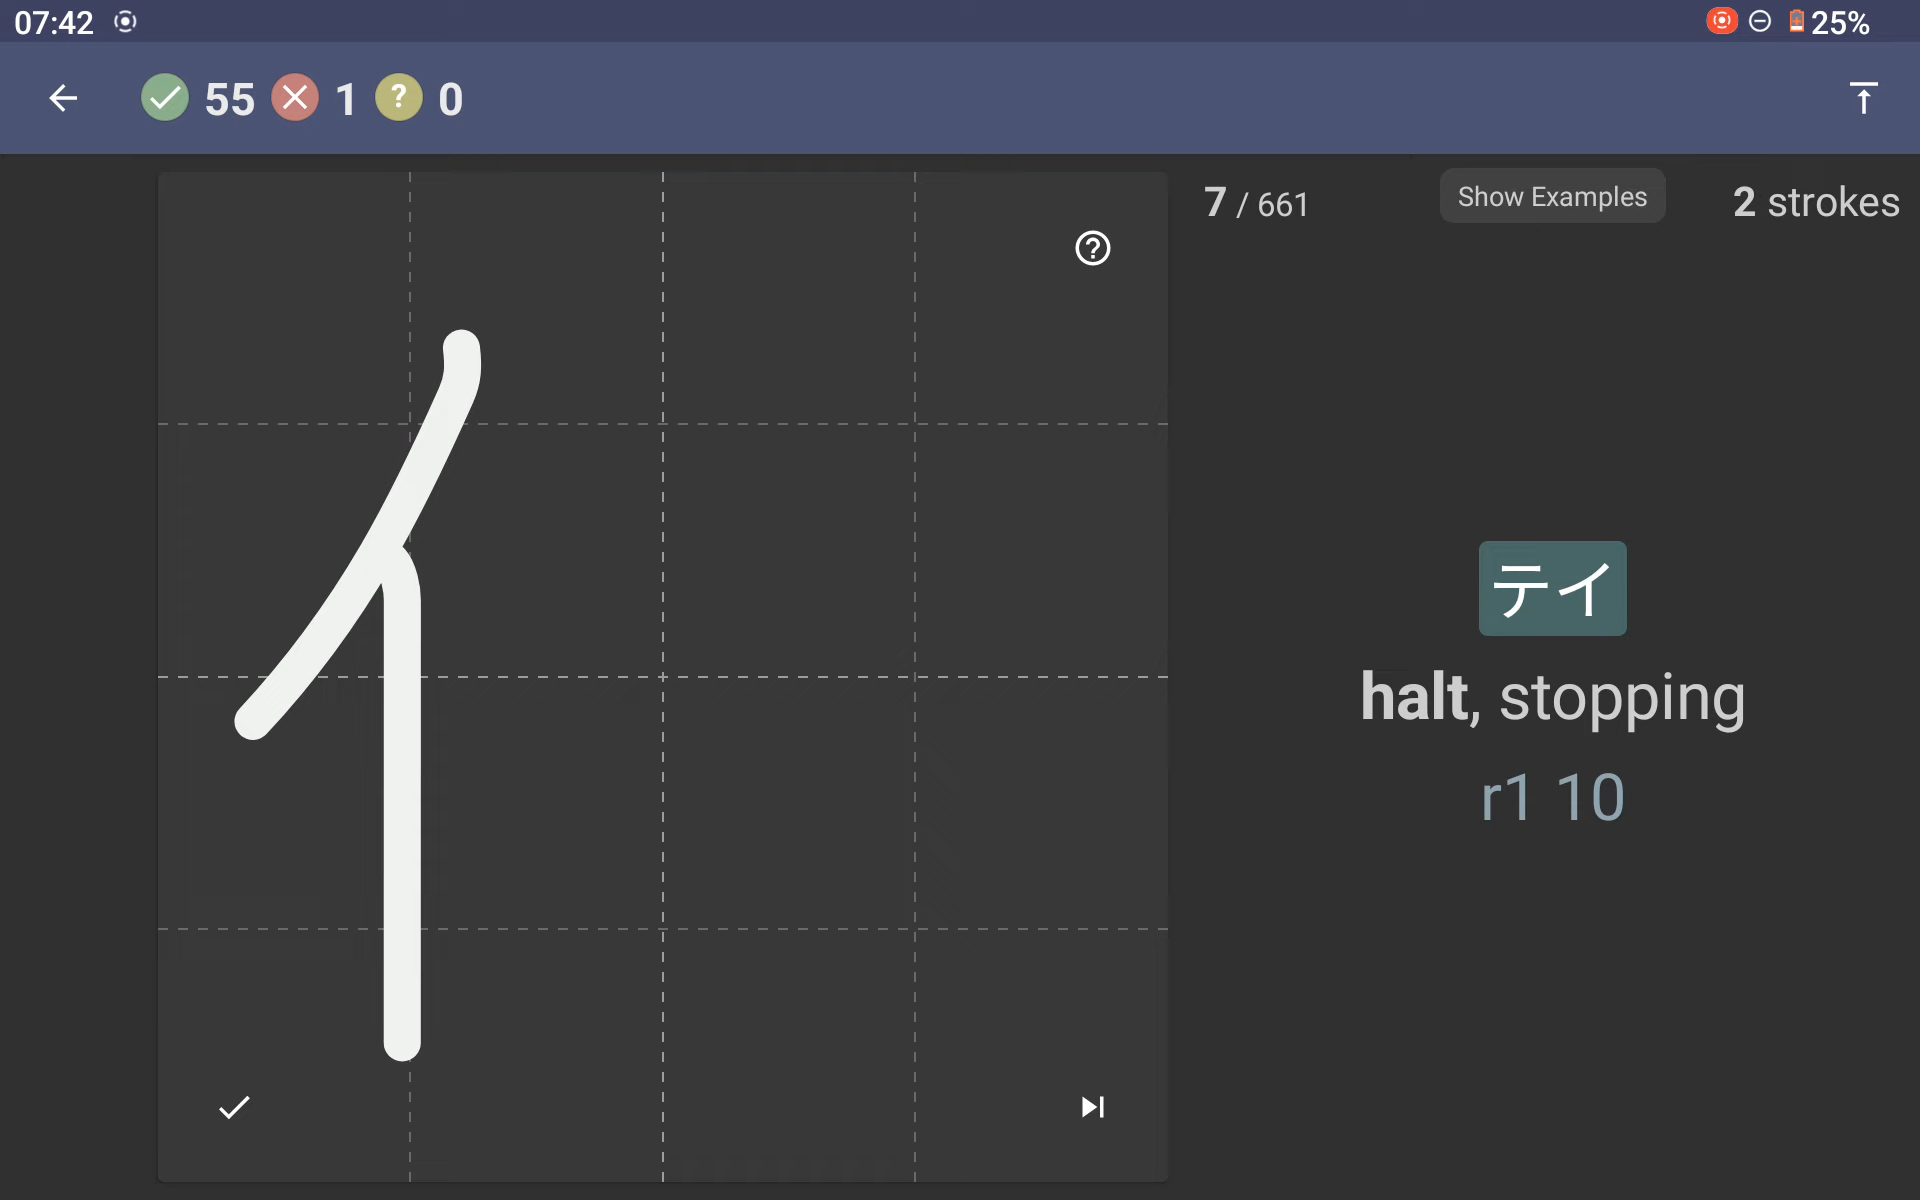 07:42 25%
55 1 ? 0
7 / 661 Show Examples 2 strokes
?
亻
テイ
halt, stopping
r1 10